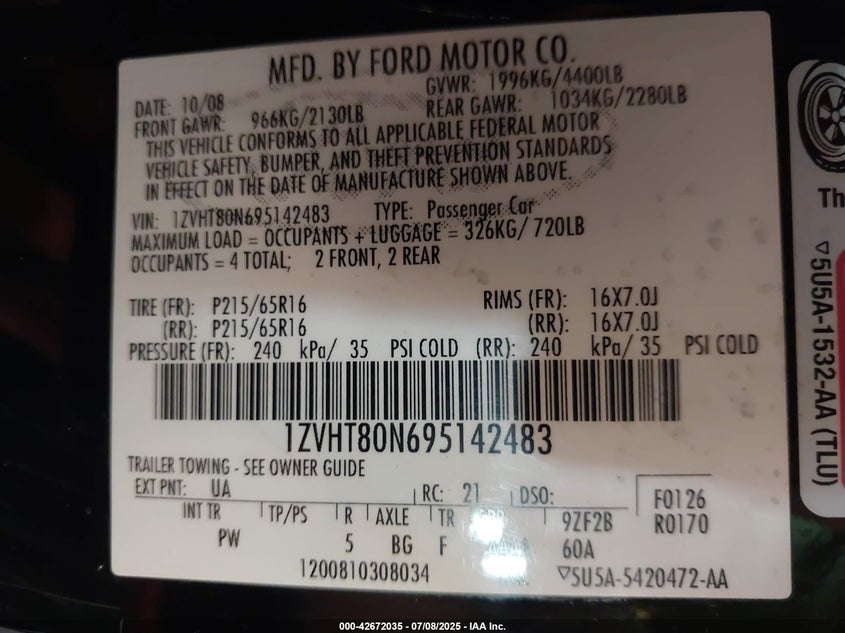 MFD. BY FORD MOTOR CO.
DATE: 10/08 GVWR: 1996KG/4400LB
FRONT GAWR: 966KG/2130LB REAR GAWR: 1034KG/2280LB
THIS VEHICLE CONFORMS TO ALL APPLICABLE FEDERAL MOTOR
VEHICLE SAFETY, BUMPER, AND THEFT PREVENTION STANDARDS
IN EFFECT ON THE DATE OF MANUFACTURE SHOWN ABOVE.
VIN: 1ZVHT80N695142483 TYPE: Passenger Car
MAXIMUM LOAD = OCCUPANTS + LUGGAGE = 326KG/ 720LB
OCCUPANTS = 4 TOTAL; 2 FRONT, 2 REAR
TIRE (FR): P215/65R16 RIMS (FR): 16X7.0J
(RR): P215/65R16 (RR): 16X7.0J
PRESSURE (FR): 240 kPa/ 35 PSI COLD (RR): 240 kPa/ 35 PSI COLD
1ZVHT80N695142483
TRAILER TOWING - SEE OWNER GUIDE
EXT PNT: UA RC: 21 DSO: F0126
INT TR TP/PS R AXLE TR 9ZF2B R0170
PW 5 BG F 60A
1200810308034 ▽5U5A-5420472-AA
Th
▽5U5A-1532-AA (TLU)
000-42672035 - 07/08/2025 - IAA Inc.